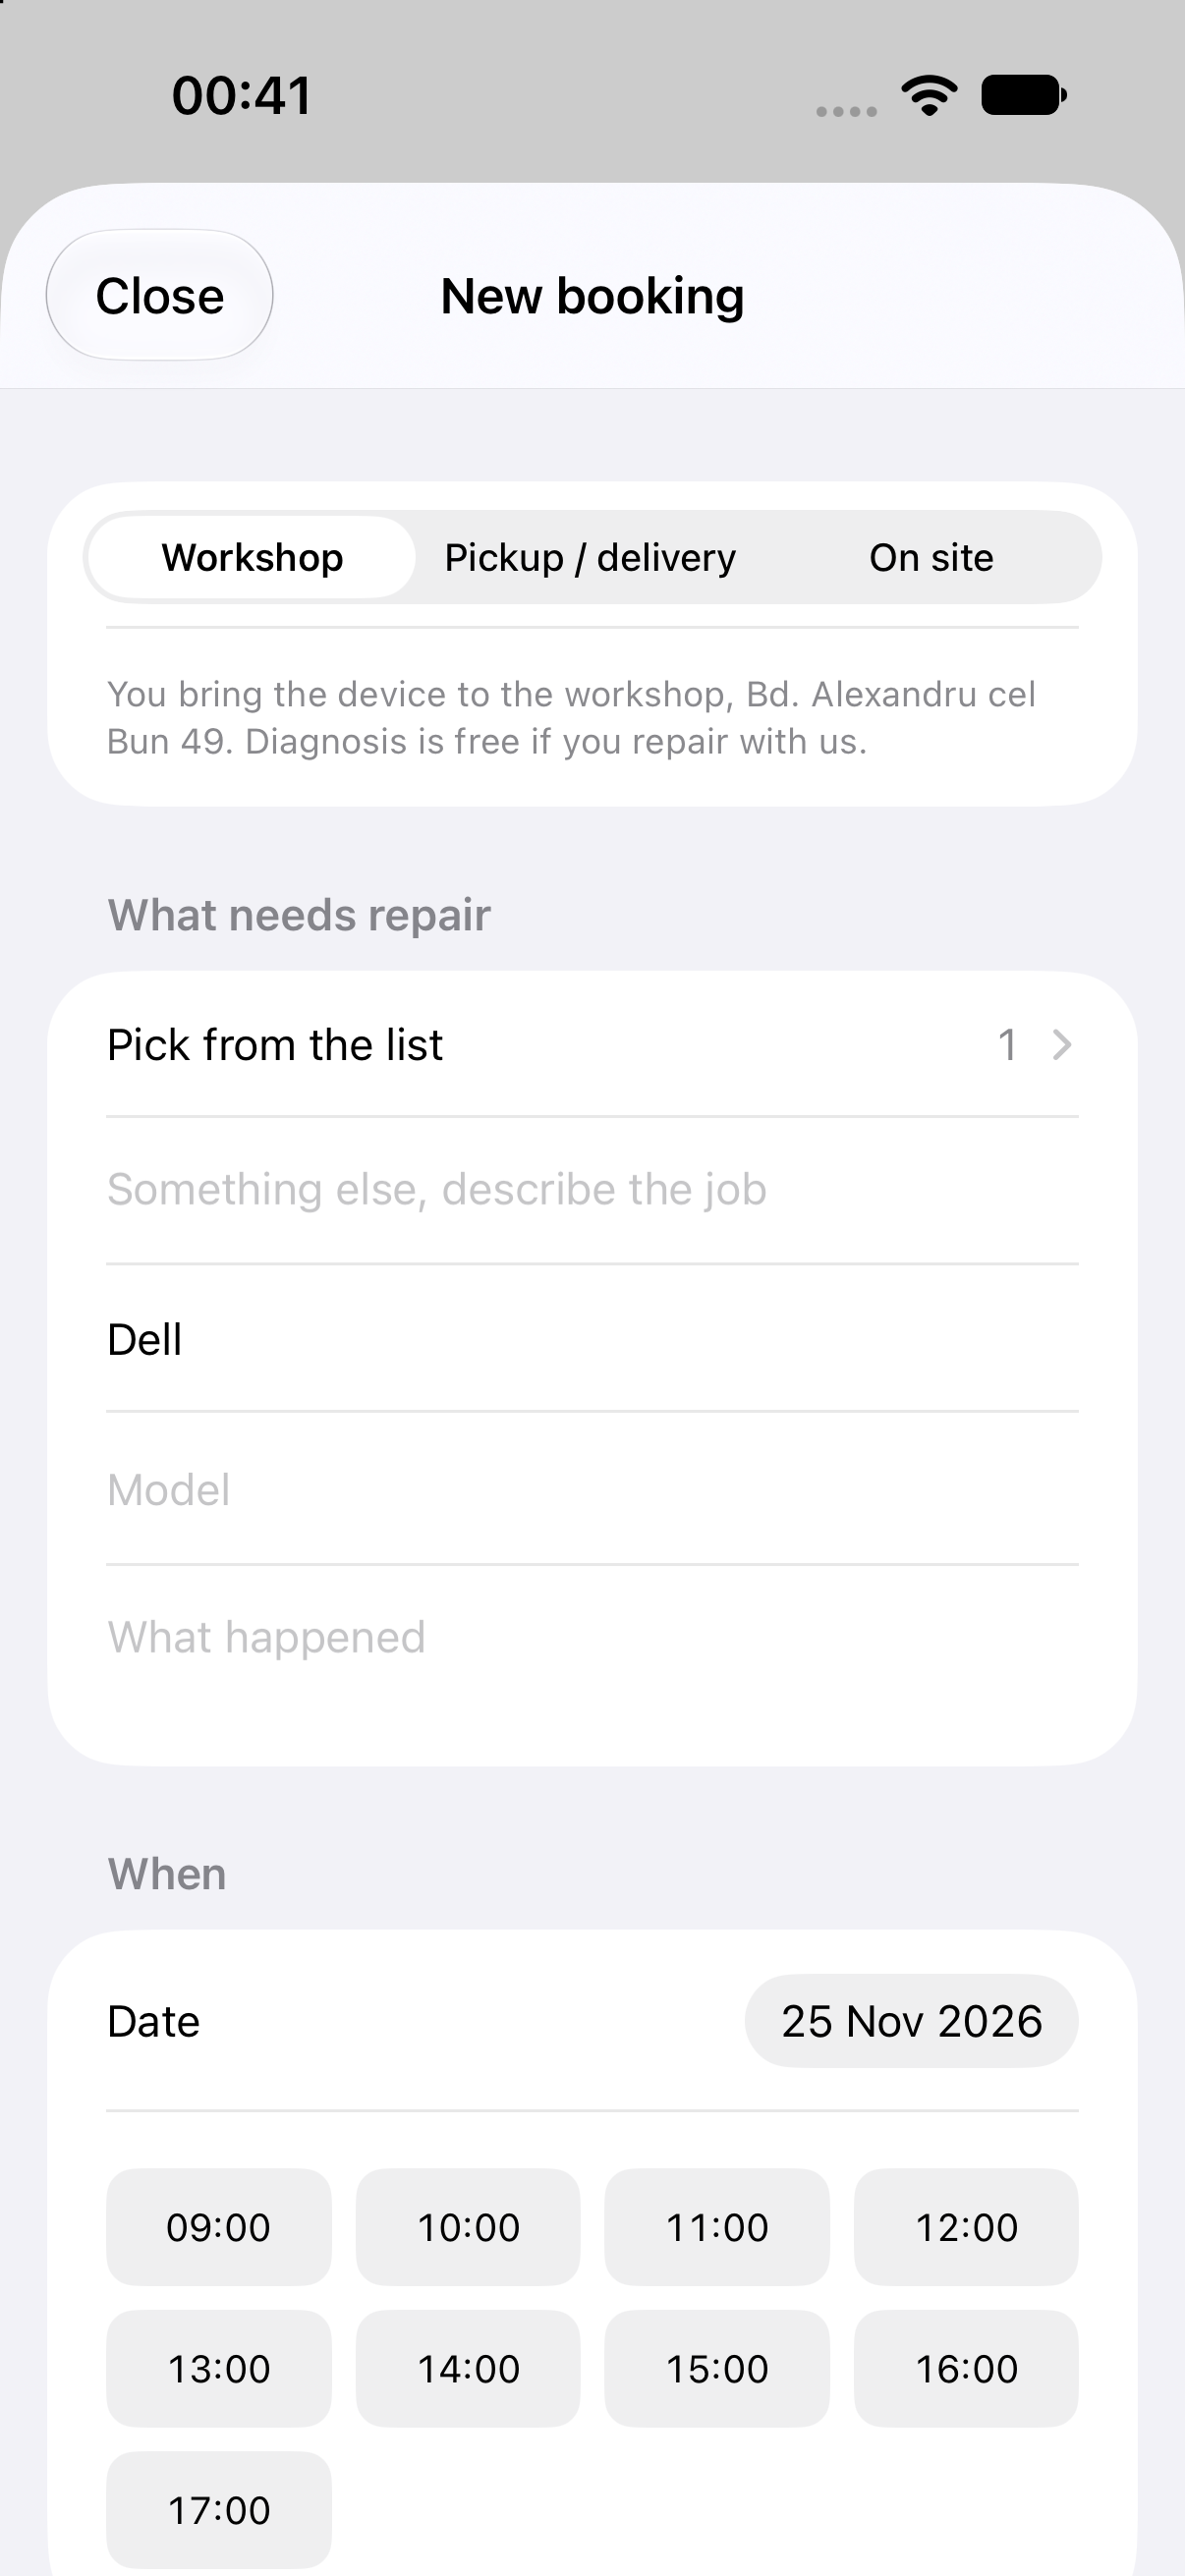 00:41
Close
New booking
Workshop
Pickup / delivery
On site
You bring the device to the workshop, Bd. Alexandru cel
Bun 49. Diagnosis is free if you repair with us.
What needs repair
Pick from the list
1
Something else, describe the job
Dell
Model
What happened
When
Date
25 Nov 2026
09:00
10:00
11:00
12:00
13:00
14:00
15:00
16:00
17:00